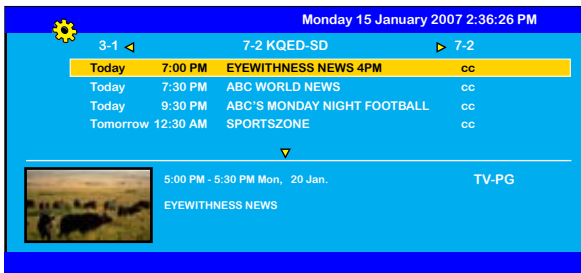 Monday 15 January 2007 2:36:26 PM
3-1 7-2 KQED-SD 7-2
Today 7:00 PM EYEWITHNESS NEWS 4PM cc
Today 7:30 PM ABC WORLD NEWS cc
Today 9:30 PM ABC'S MONDAY NIGHT FOOTBALL cc
Tomorrow 12:30 AM SPORTSZONE cc
5:00 PM - 5:30 PM Mon, 20 Jan. TV-PG
EYEWITHNESS NEWS